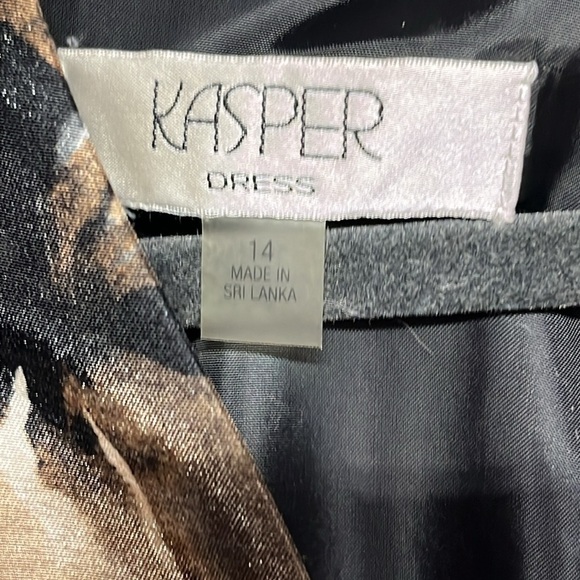 KASPER
DRESS
14
MADE IN
SRI LANKA